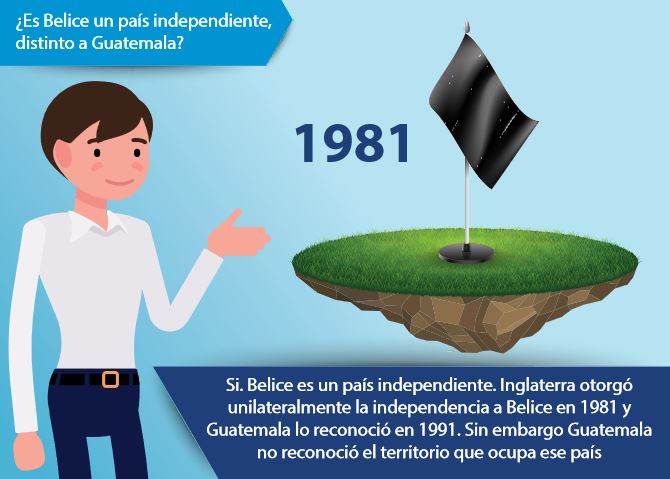 ¿Es Belice un país independiente,
distinto a Guatemala?
1981
Si. Belice es un país independiente. Inglaterra otorgó
unilateralmente la independencia a Belice en 1981 y
Guatemala lo reconoció en 1991. Sin embargo Guatemala
no reconoció el territorio que ocupa ese país